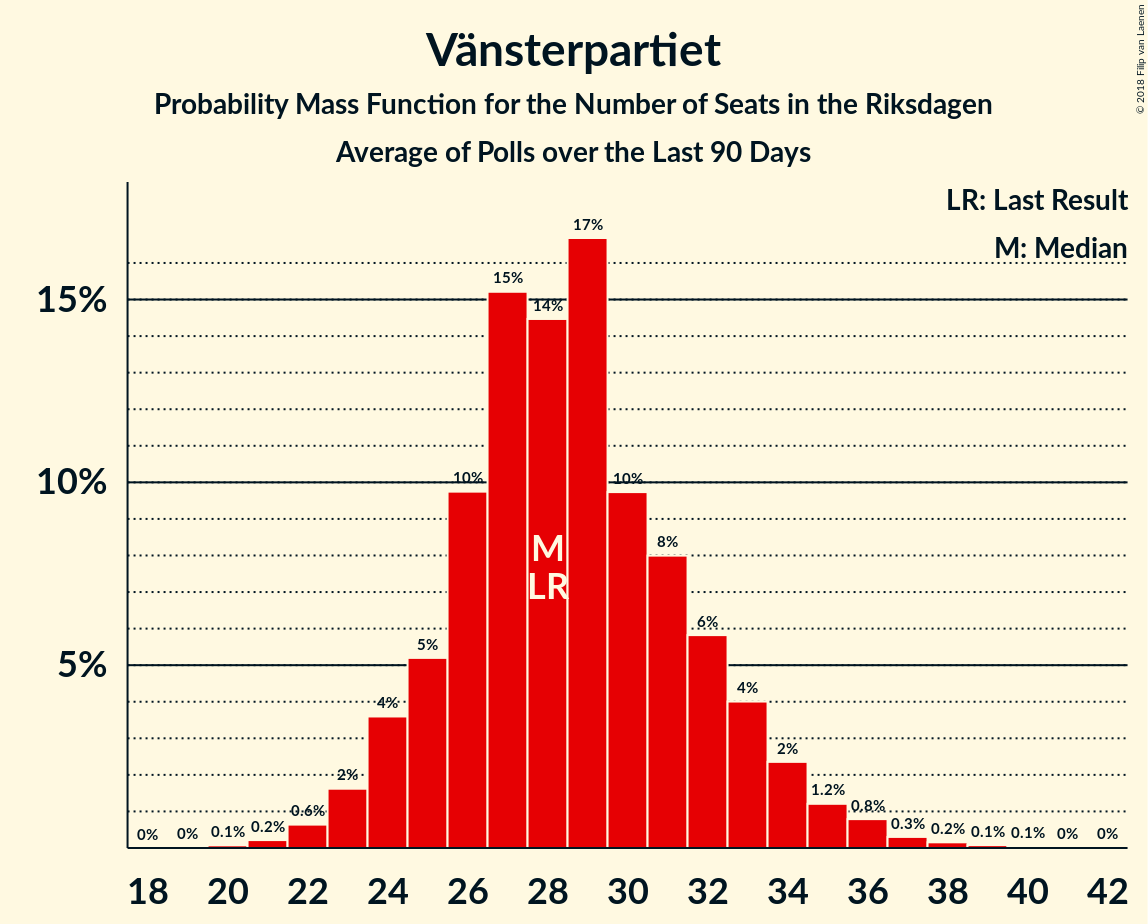 © 2018 Filip van Laenen
Vänsterpartiet
Probability Mass Function for the Number of Seats in the Riksdagen
Average of Polls over the Last 90 Days
LR: Last Result
M: Median
17%
15%
14%
15%
10%
10%
10%
M
LR
8%
6%
5%
5%
4%
4%
2%
2%
1.2%
0.6%
0.8%
0% 0% 0.1% 0.2% 0.3% 0.2% 0.1% 0.1% 0% 0%
18 20 22 24 26 28 30 32 34 36 38 40 42